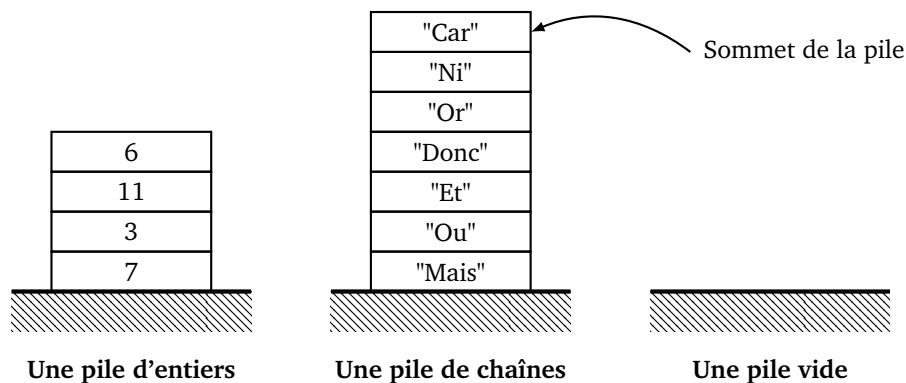 "Car"
Sommet de la pile
"Ni"
"Or"
6
"Donc"
11
"Et"
3
"Ou"
7
"Mais"
Une pile d'entiers
Une pile de chaînes
Une pile vide